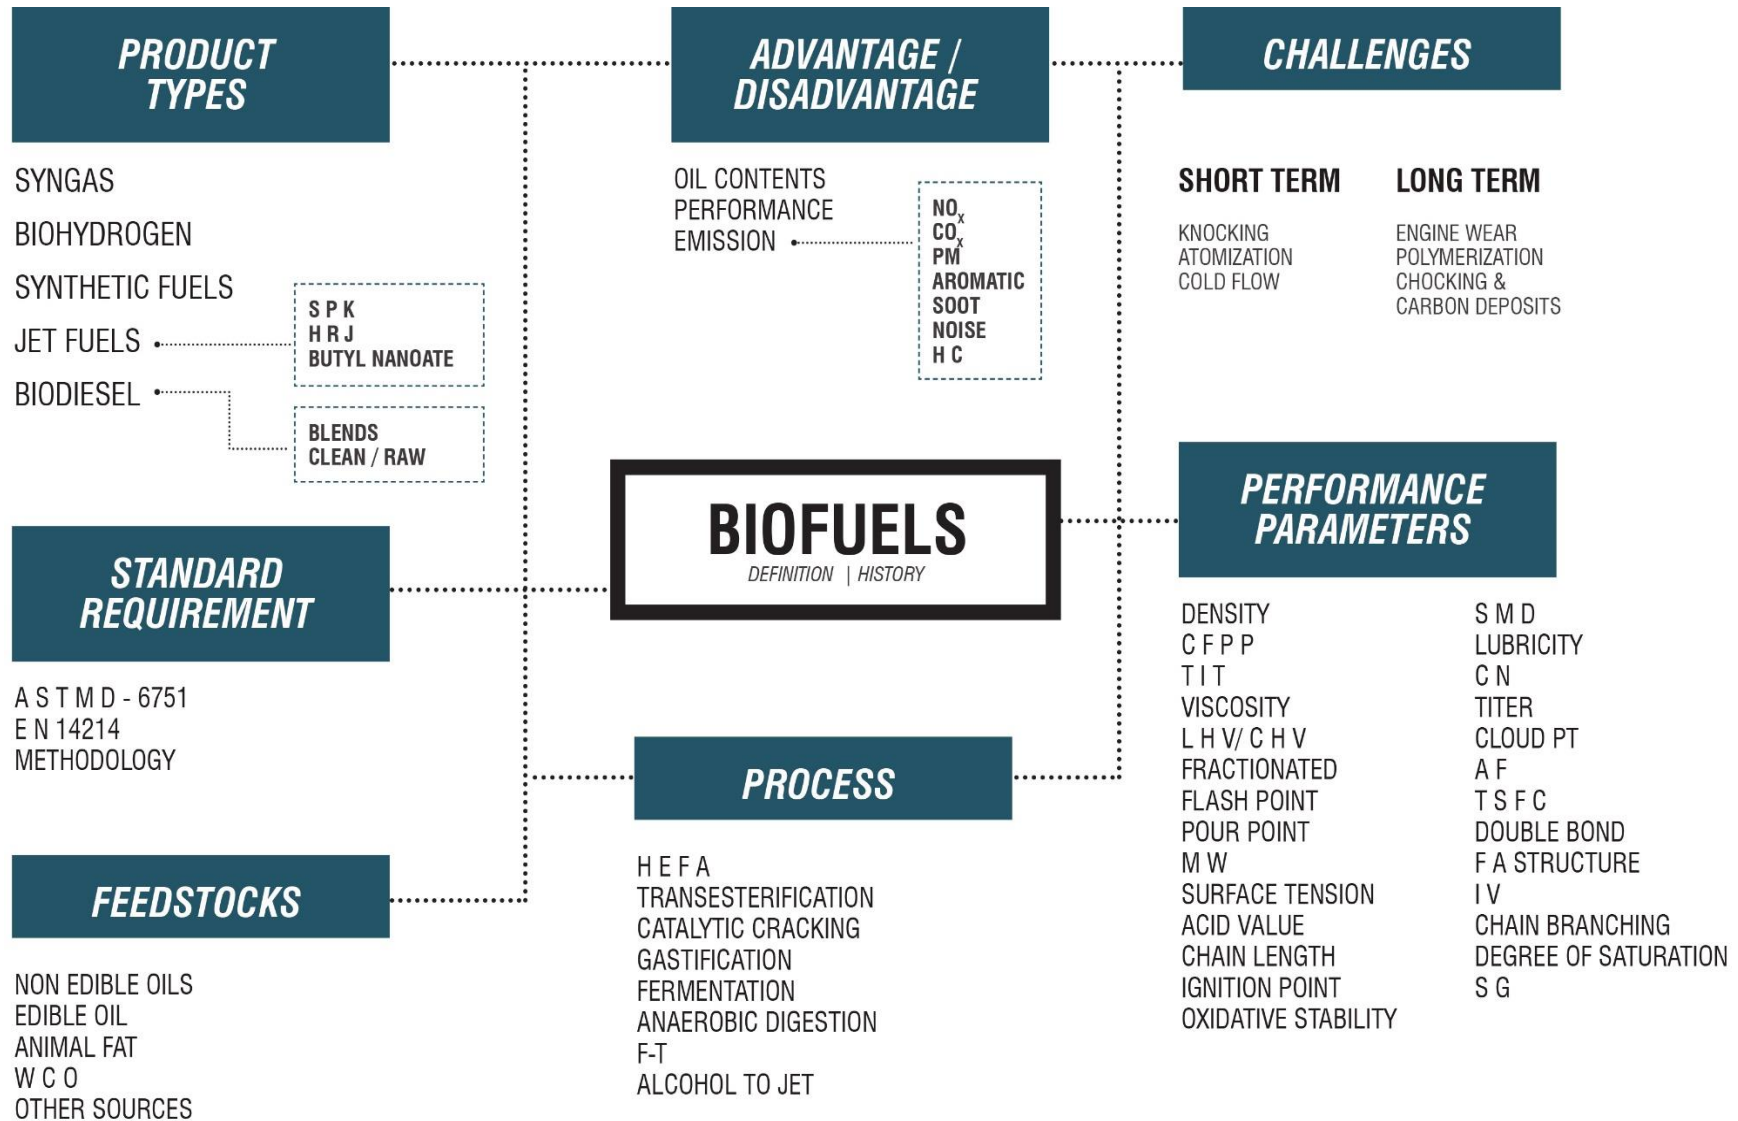 PRODUCT
TYPES
SYNGAS
BIOHYDROGEN
SYNTHETIC FUELS
JET FUELS
BIODIESEL
S P K
H R J
BUTYL NANOATE
BLENDS
CLEAN / RAW
ADVANTAGE /
DISADVANTAGE
OIL CONTENTS
PERFORMANCE
EMISSION
NOx
COx
PM
AROMATIC
SOOT
NOISE
H C
CHALLENGES
SHORT TERM
KNOCKING
ATOMIZATION
COLD FLOW
LONG TERM
ENGINE WEAR
POLYMERIZATION
CHOCKING &
CARBON DEPOSITS
BIOFUELS
DEFINITION | HISTORY
STANDARD
REQUIREMENT
A S T M D - 6751
E N 14214
METHODOLOGY
FEEDSTOCKS
NON EDIBLE OILS
EDIBLE OIL
ANIMAL FAT
W C O
OTHER SOURCES
PROCESS
H E F A
TRANSESTERIFICATION
CATALYTIC CRACKING
GASTIFICATION
FERMENTATION
ANAEROBIC DIGESTION
F-T
ALCOHOL TO JET
PERFORMANCE
PARAMETERS
DENSITY
C F P P
T I T
VISCOSITY
L H V/ C H V
FRACTIONATED
FLASH POINT
POUR POINT
M W
SURFACE TENSION
ACID VALUE
CHAIN LENGTH
IGNITION POINT
OXIDATIVE STABILITY
S M D
LUBRICITY
C N
TITER
CLOUD PT
A F
T S F C
DOUBLE BOND
F A STRUCTURE
I V
CHAIN BRANCHING
DEGREE OF SATURATION
S G